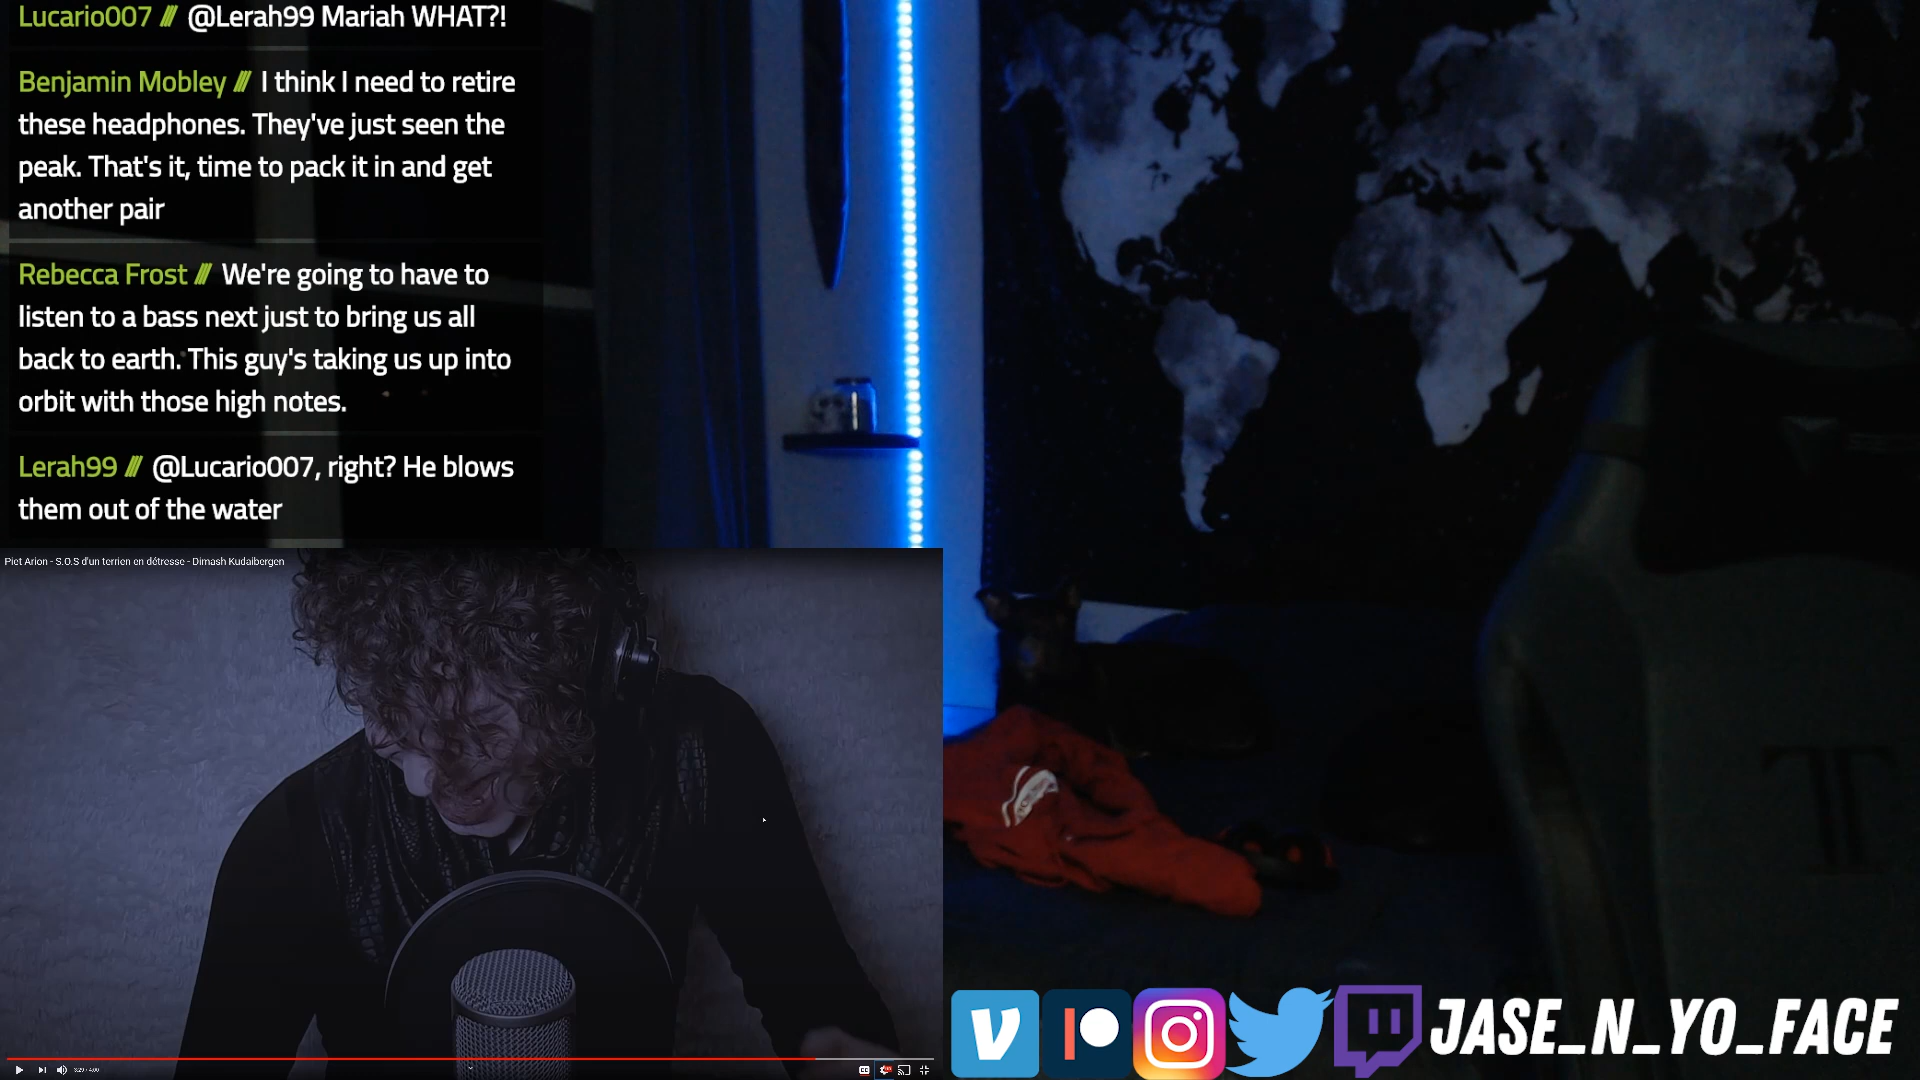 Lucario007 /// @Lerah99 Mariah WHAT?!
Benjamin Mobley /// I think I need to retire
these headphones. They've just seen the
peak. That's it, time to pack it in and get
another pair
Rebecca Frost /// We're going to have to
listen to a bass next just to bring us all
back to earth. This guy's taking us up into
orbit with those high notes.
Lerah99 /// @Lucario007, right? He blows
them out of the water
Piet Arion - S.O.S d'un terrien en détresse - Dimash Kudaibergen
3:29 / 4:00
JASE_N_YO_FACE